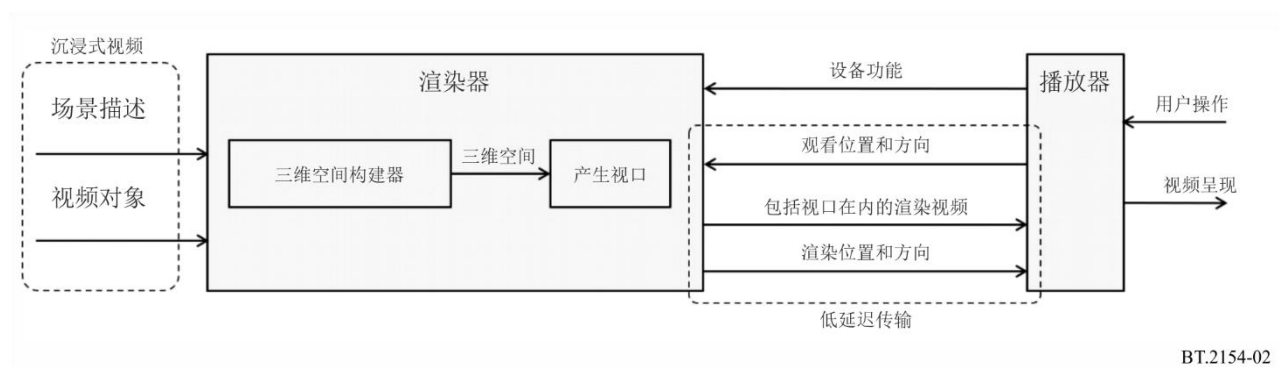 沉浸式视频
场景描述
视频对象
渲染器
三维空间构建器
三维空间
产生视口
设备功能
观看位置和方向
包括视口在内的渲染视频
渲染位置和方向
低延迟传输
播放器
用户操作
视频呈现
BT.2154-02